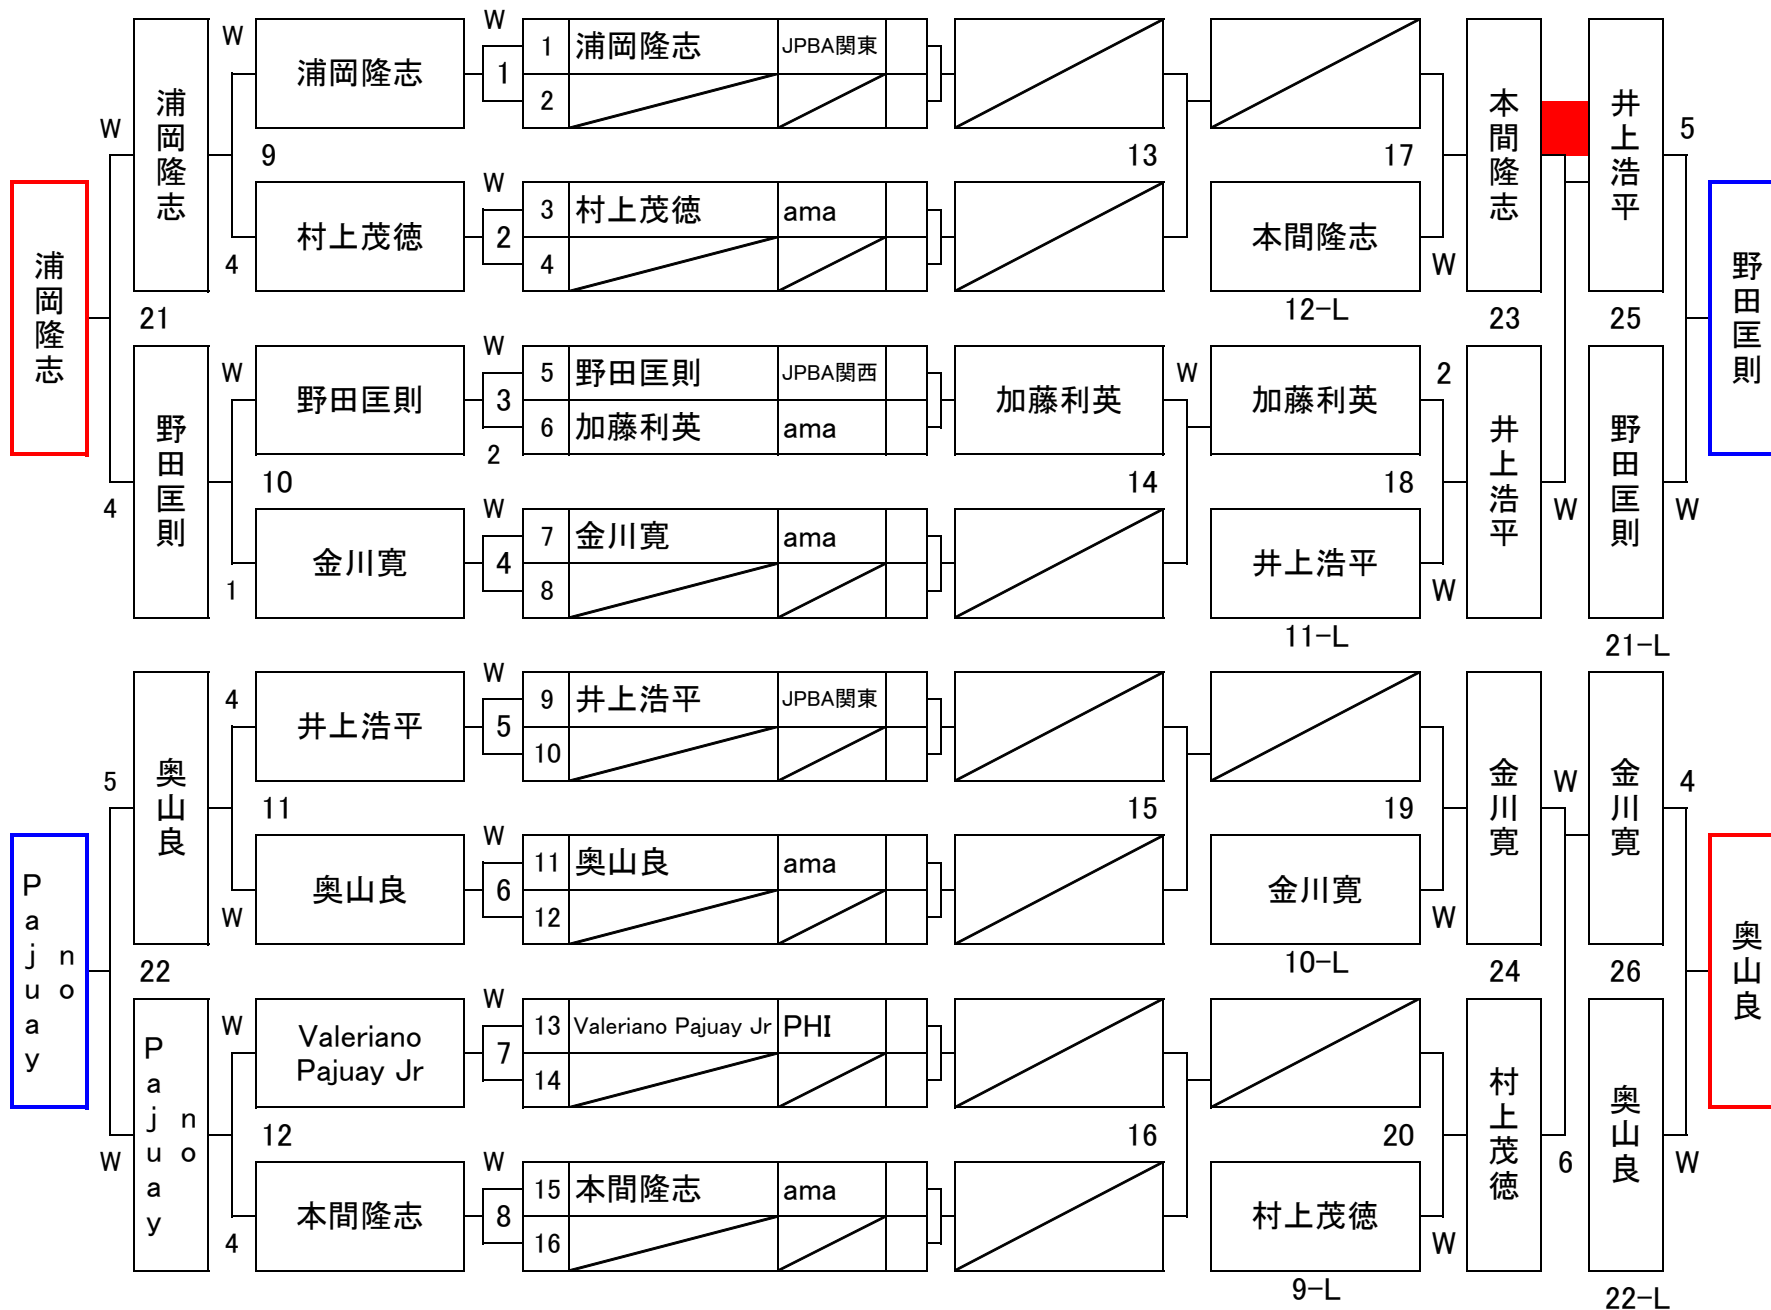 W
浦岡隆志
1
1 浦岡隆志 JPBA関東
2
9
W
4
村上茂徳
W
2
3 村上茂徳 ama
4
13
17
本間隆志
W
12-L
浦岡隆志
W
21
4
浦岡隆志
本間隆志
23
井上浩平
5
25
野田匡則
W
野田匡則
W
3
2
5 野田匡則 JPBA関西
6 加藤利英 ama
加藤利英
W
加藤利英
2
10
1
金川寛
W
4
7 金川寛 ama
8
14
18
井上浩平
W
11-L
野田匡則
井上浩平
W
野田匡則
W
21-L
4
井上浩平
W
5
9 井上浩平 JPBA関東
10
11
W
奥山良
W
6
11 奥山良 ama
12
15
19
金川寛
W
10-L
奥山良
5
22
W
Pajuay
no
金川寛
W
24
金川寛
4
26
奥山良
W
Valeriano
Pajuay Jr
W
7
13 Valeriano Pajuay Jr PHI
14
12
4
本間隆志
W
8
15 本間隆志 ama
16
16
20
村上茂徳
W
9-L
Pajuay
no
村上茂徳
6
奥山良
W
22-L